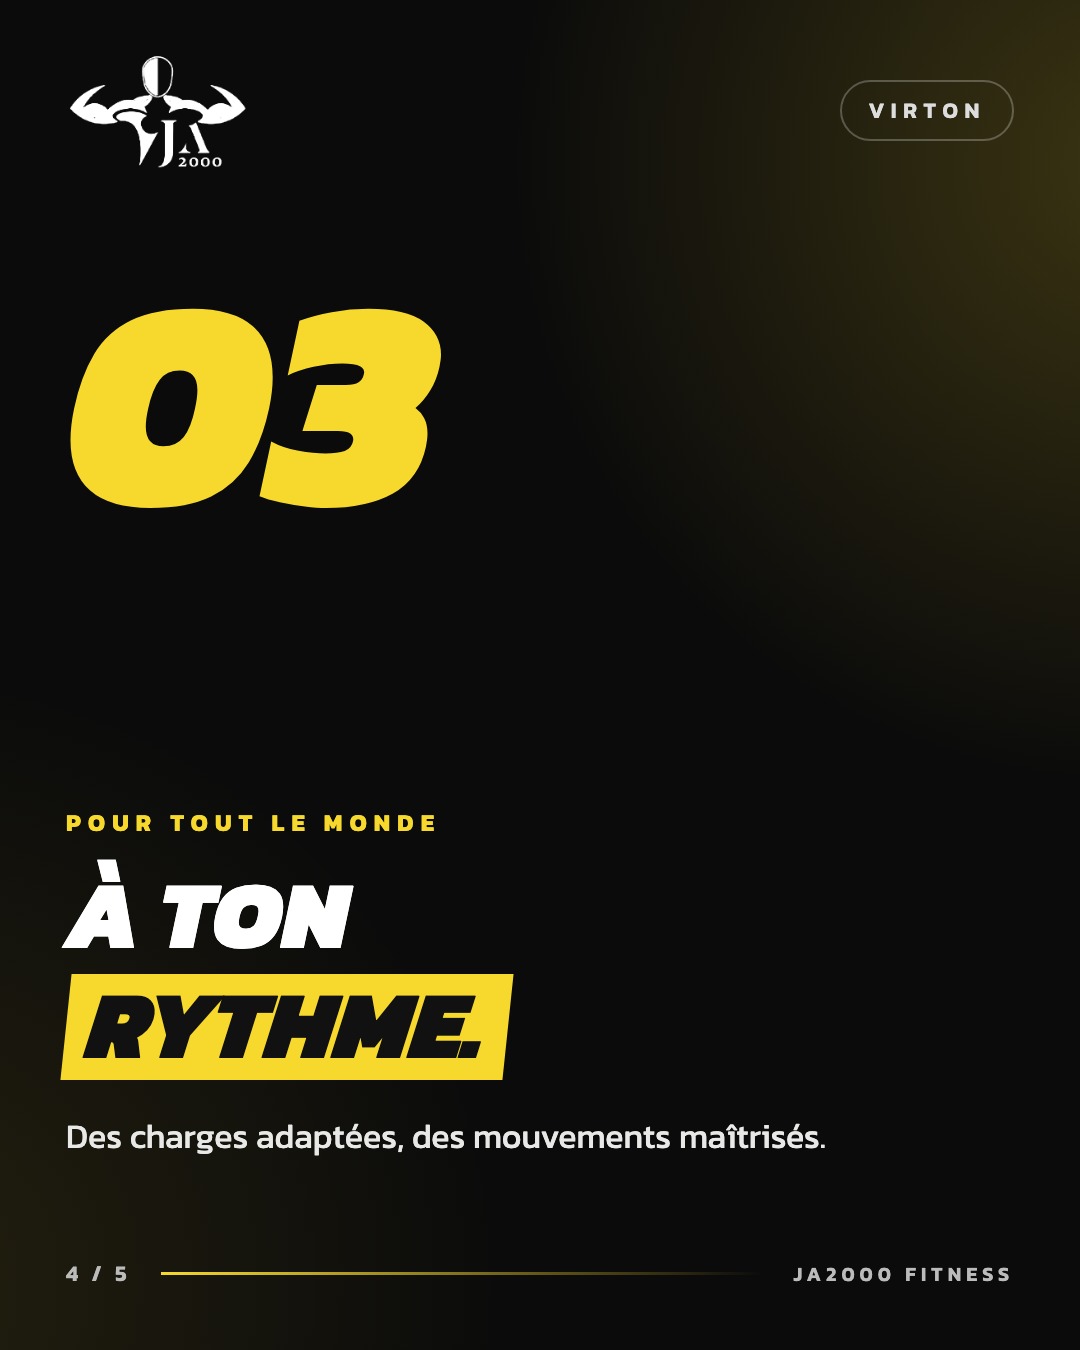 JA
2000
VIRTON
03
POUR TOUT LE MONDE
À TON
RYTHME.
Des charges adaptées, des mouvements maîtrisés.
4 / 5
JA2000 FITNESS